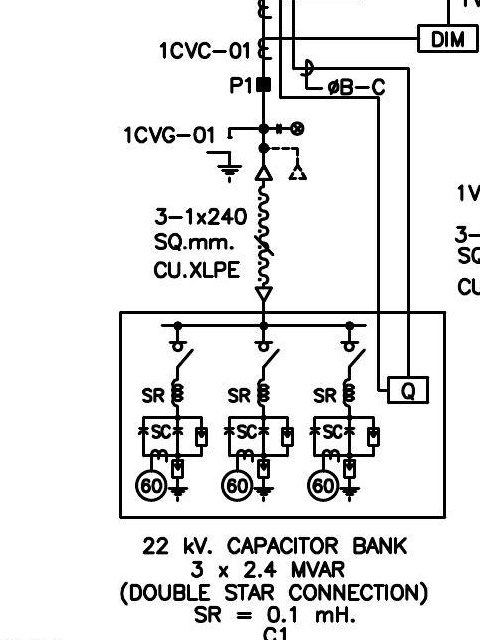 1CVC-01
DIM
P1
ØB-C
1CVG-01
3-1x240
SQ.mm.
CU.XLPE
1V
3-
SQ
CU
Q
SR SR SR
SC SC SC
60 60 60
22 kV. CAPACITOR BANK
3 x 2.4 MVAR
(DOUBLE STAR CONNECTION)
SR = 0.1 mH.
C1